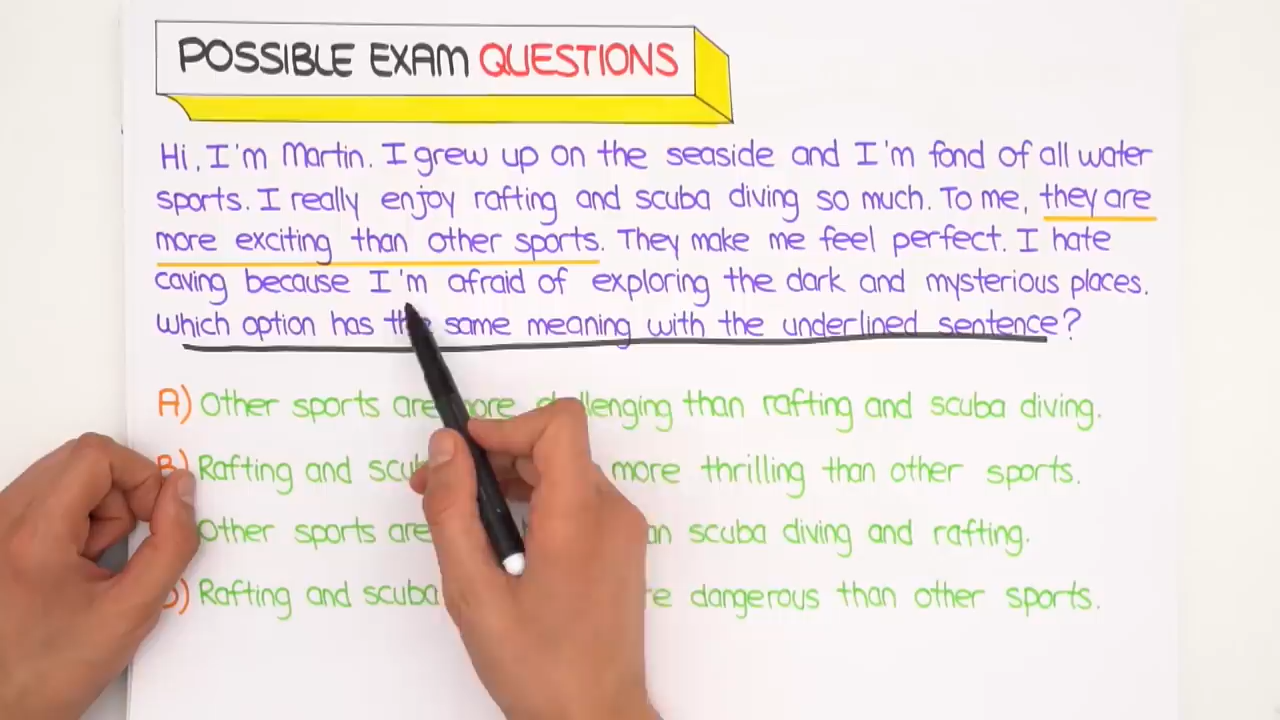 POSSIBLE EXAM QUESTIONS
Hi, I'm Martin. I grew up on the seaside and I'm fond of all water
sports. I really enjoy rafting and scuba diving so much. To me, they are
more exciting than other sports. They make me feel perfect. I hate
caving because I'm afraid of exploring the dark and mysterious places.
Which option has the same meaning with the underlined sentence?
A) Other sports are more challenging than rafting and scuba diving.
B) Rafting and more thrilling than other sports.
Other sports are scuba diving and rafting.
D) Rafting and scuba dangerous than other sports.